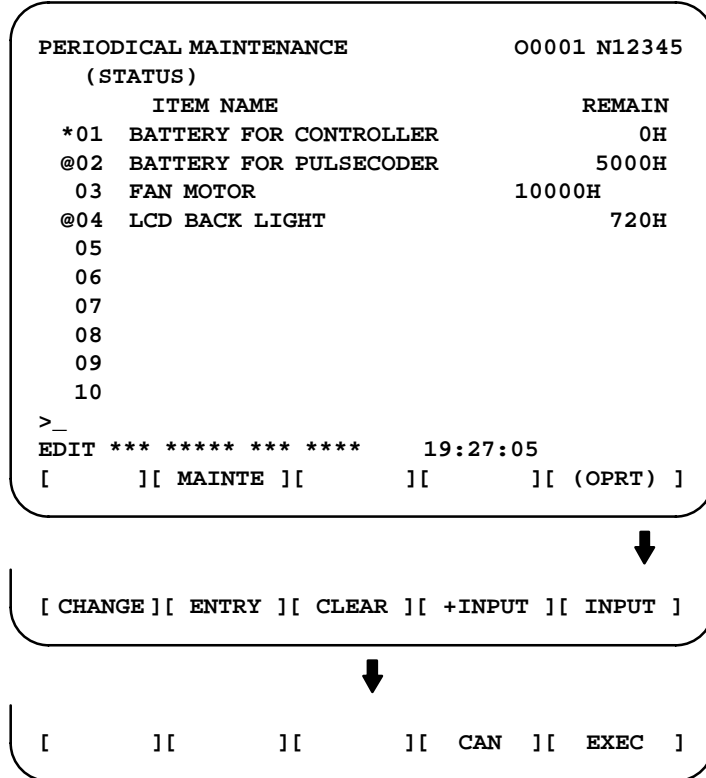 PERIODICAL MAINTENANCE O0001 N12345
(STATUS)
ITEM NAME REMAIN
*01 BATTERY FOR CONTROLLER 0H
@02 BATTERY FOR PULSECODER 5000H
03 FAN MOTOR 10000H
@04 LCD BACK LIGHT 720H
05
06
07
08
09
10
>_
EDIT *** ***** *** **** 19:27:05
[ ][ MAINTE ][ ][ ][ (OPRT) ]
[ CHANGE ][ ENTRY ][ CLEAR ][ +INPUT ][ INPUT ]
[ ][ ][ ][ CAN ][ EXEC ]